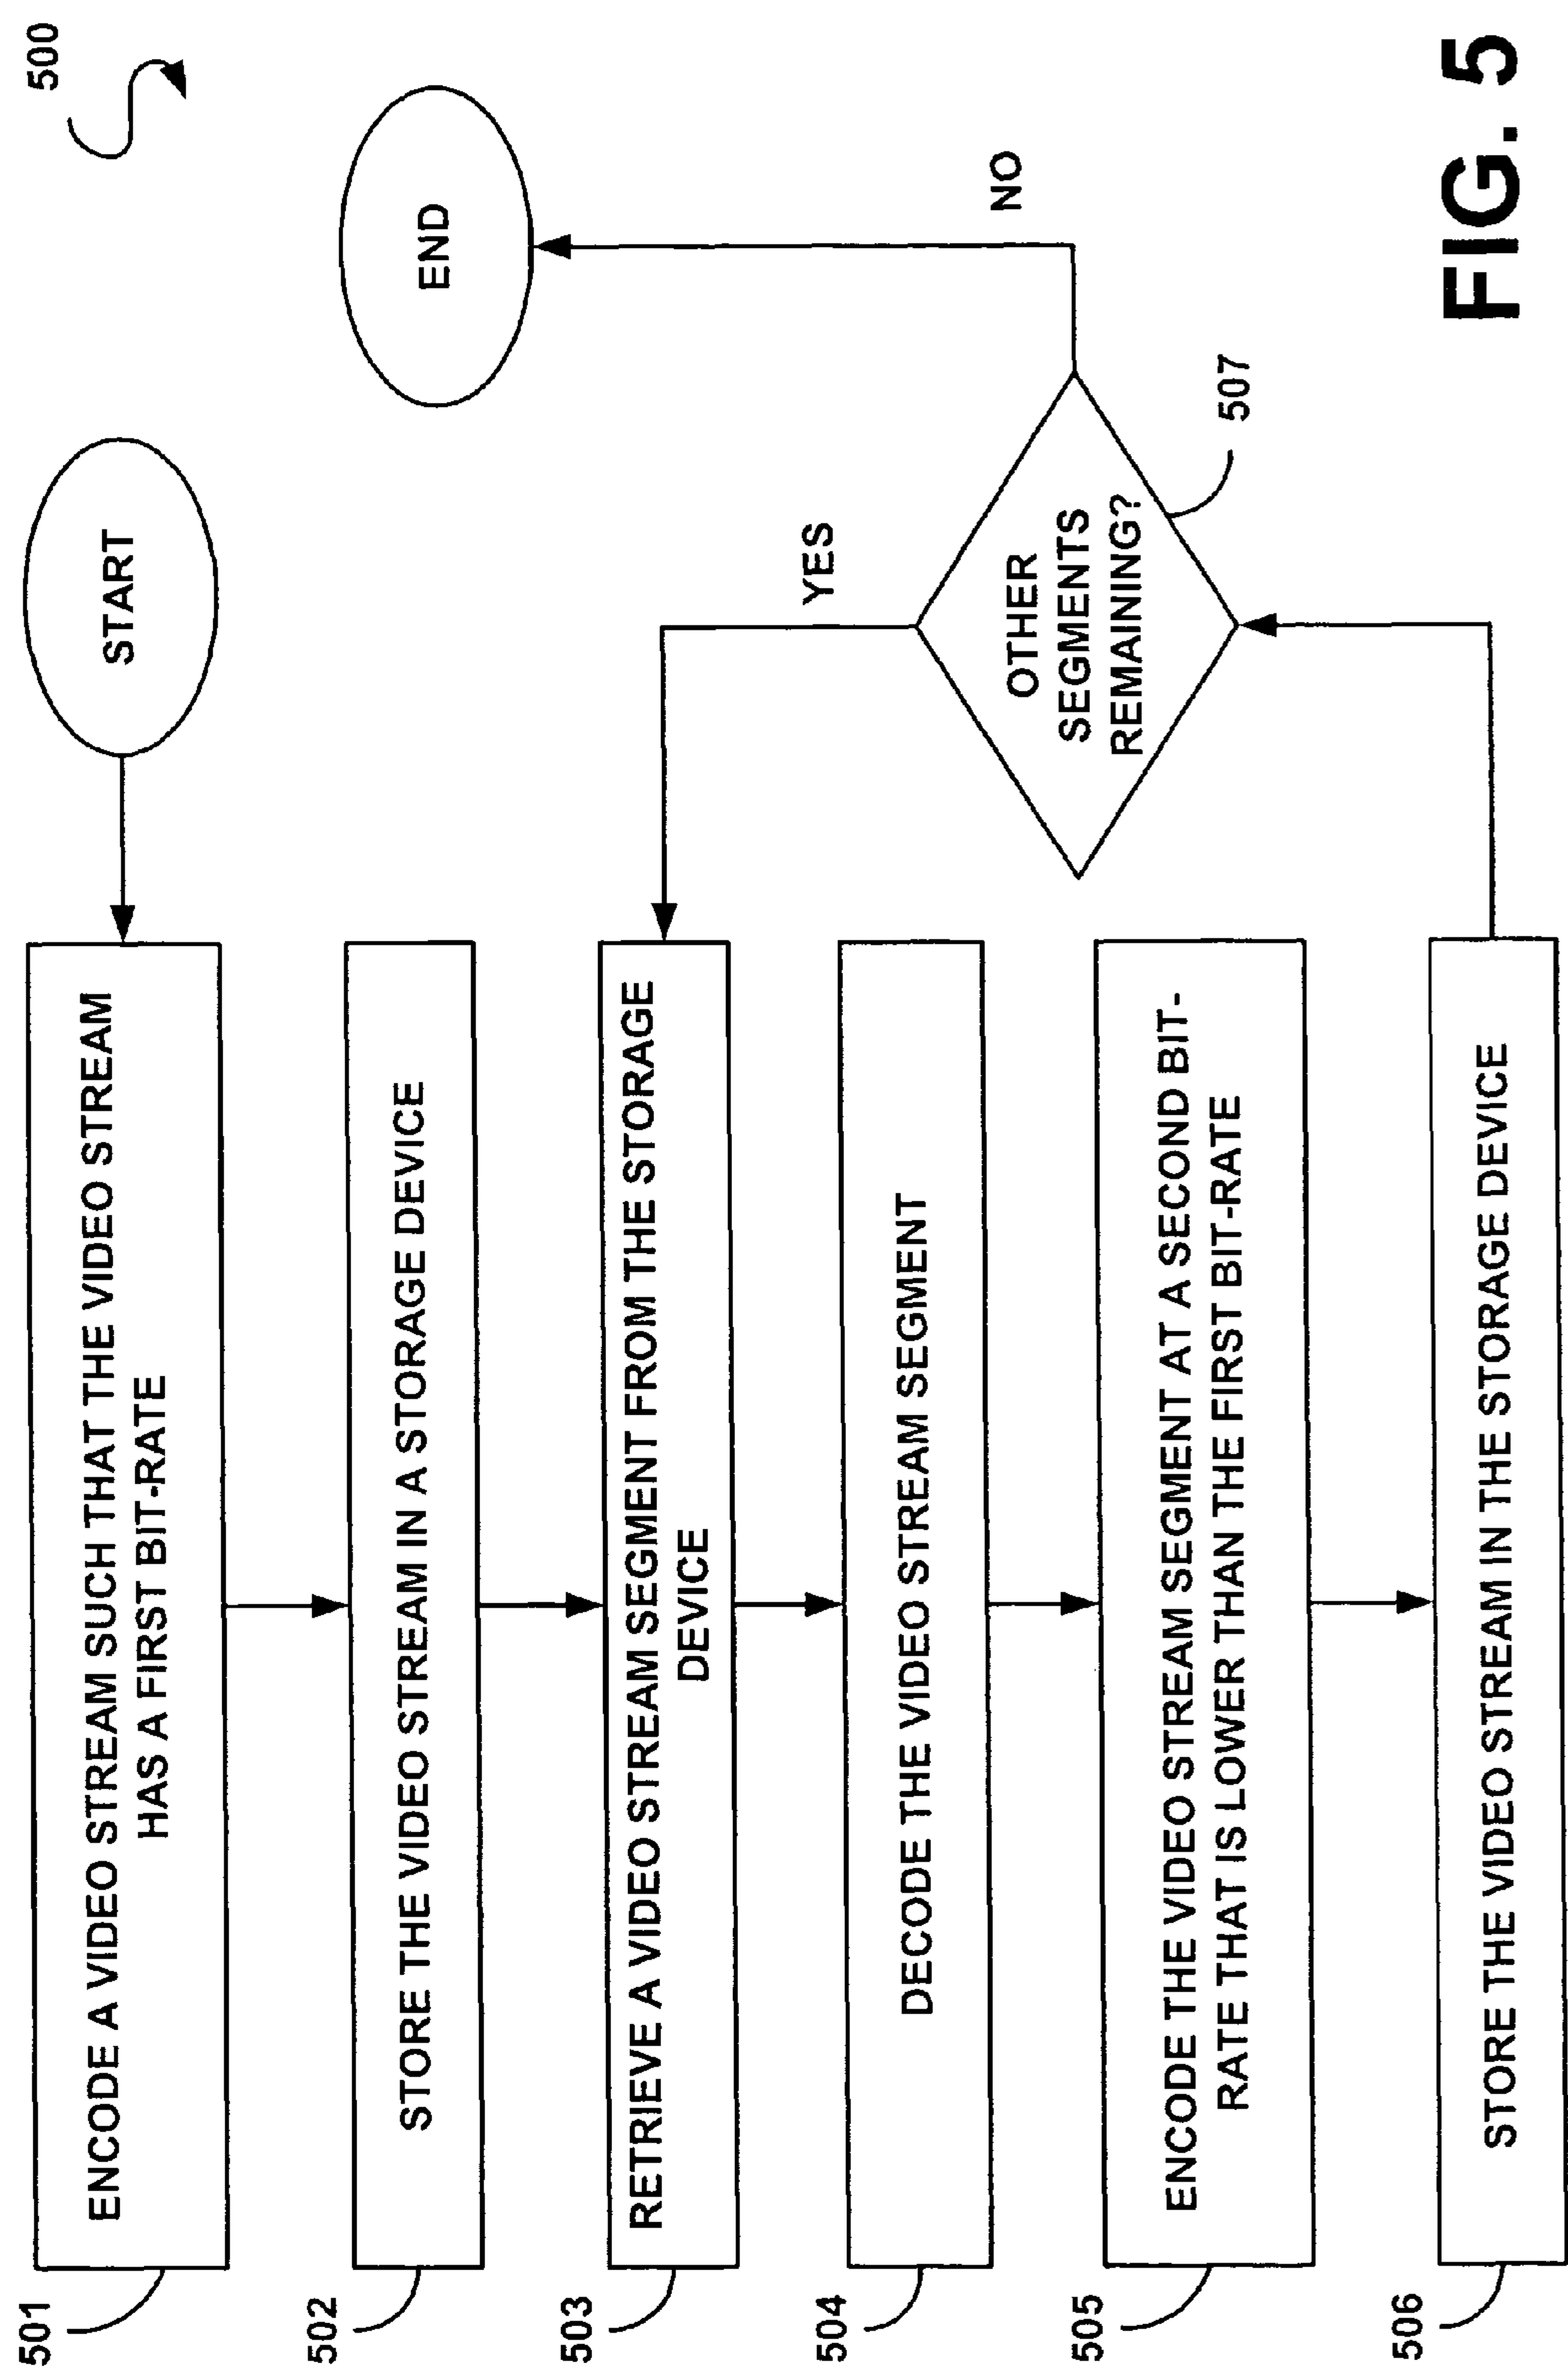 500
START
501
ENCODE A VIDEO STREAM SUCH THAT THE VIDEO STREAM
HAS A FIRST BIT-RATE
502
STORE THE VIDEO STREAM IN A STORAGE DEVICE
503
RETRIEVE A VIDEO STREAM SEGMENT FROM THE STORAGE
DEVICE
504
DECODE THE VIDEO STREAM SEGMENT
505
ENCODE THE VIDEO STREAM SEGMENT AT A SECOND BIT-
RATE THAT IS LOWER THAN THE FIRST BIT-RATE
506
STORE THE VIDEO STREAM IN THE STORAGE DEVICE
OTHER
SEGMENTS
REMAINING?
507
YES
NO
END
FIG. 5